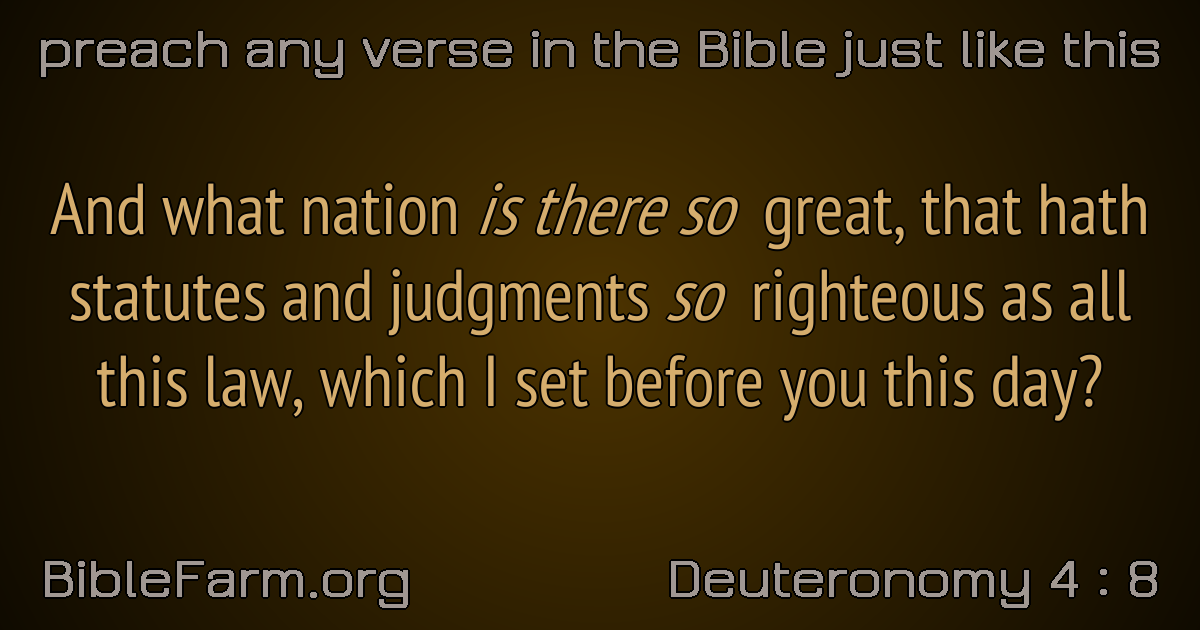 preach any verse in the Bible just like this
And what nation is there so great, that hath
statutes and judgments so righteous as all
this law, which I set before you this day?
BibleFarm.org
Deuteronomy 4 : 8